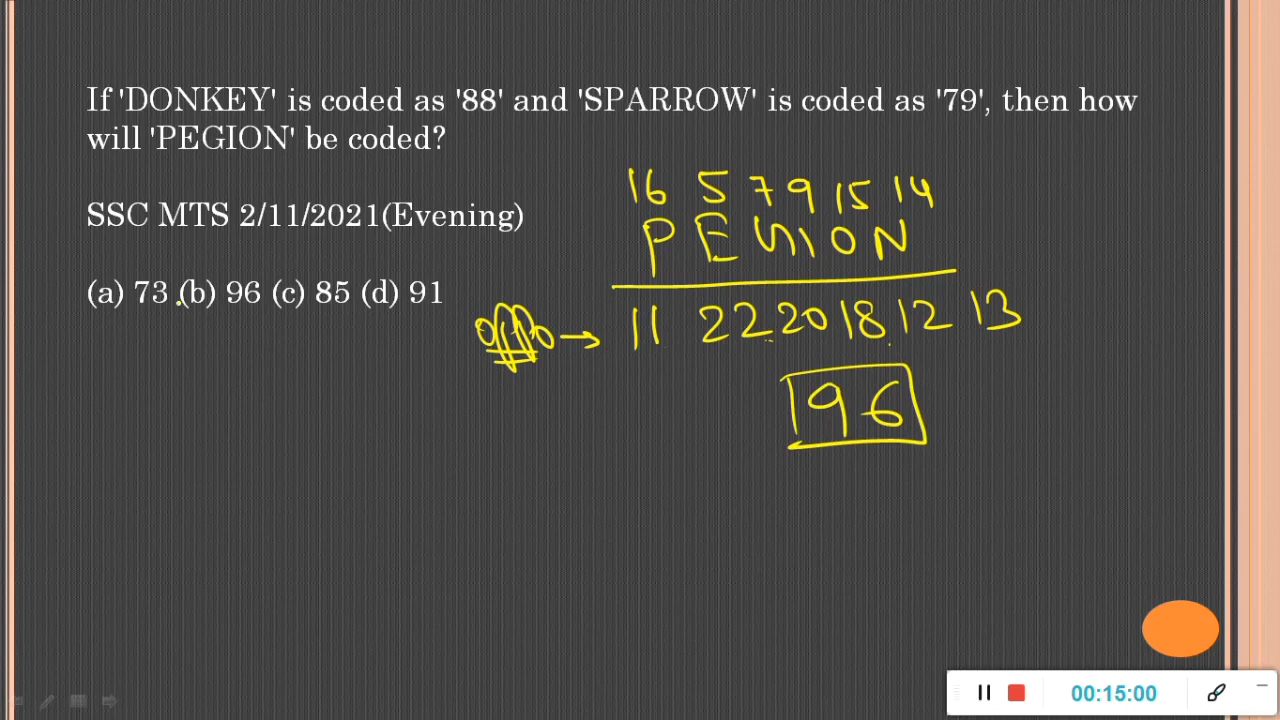 If 'DONKEY' is coded as '88' and 'SPARROW' is coded as '79', then how
will 'PEGION' be coded?
16 5 7 9 15 14
SSC MTS 2/11/2021(Evening)
PEGION
(a) 73 (b) 96 (c) 85 (d) 91
→ 11 22 20 18 12 13
96
00:15:00